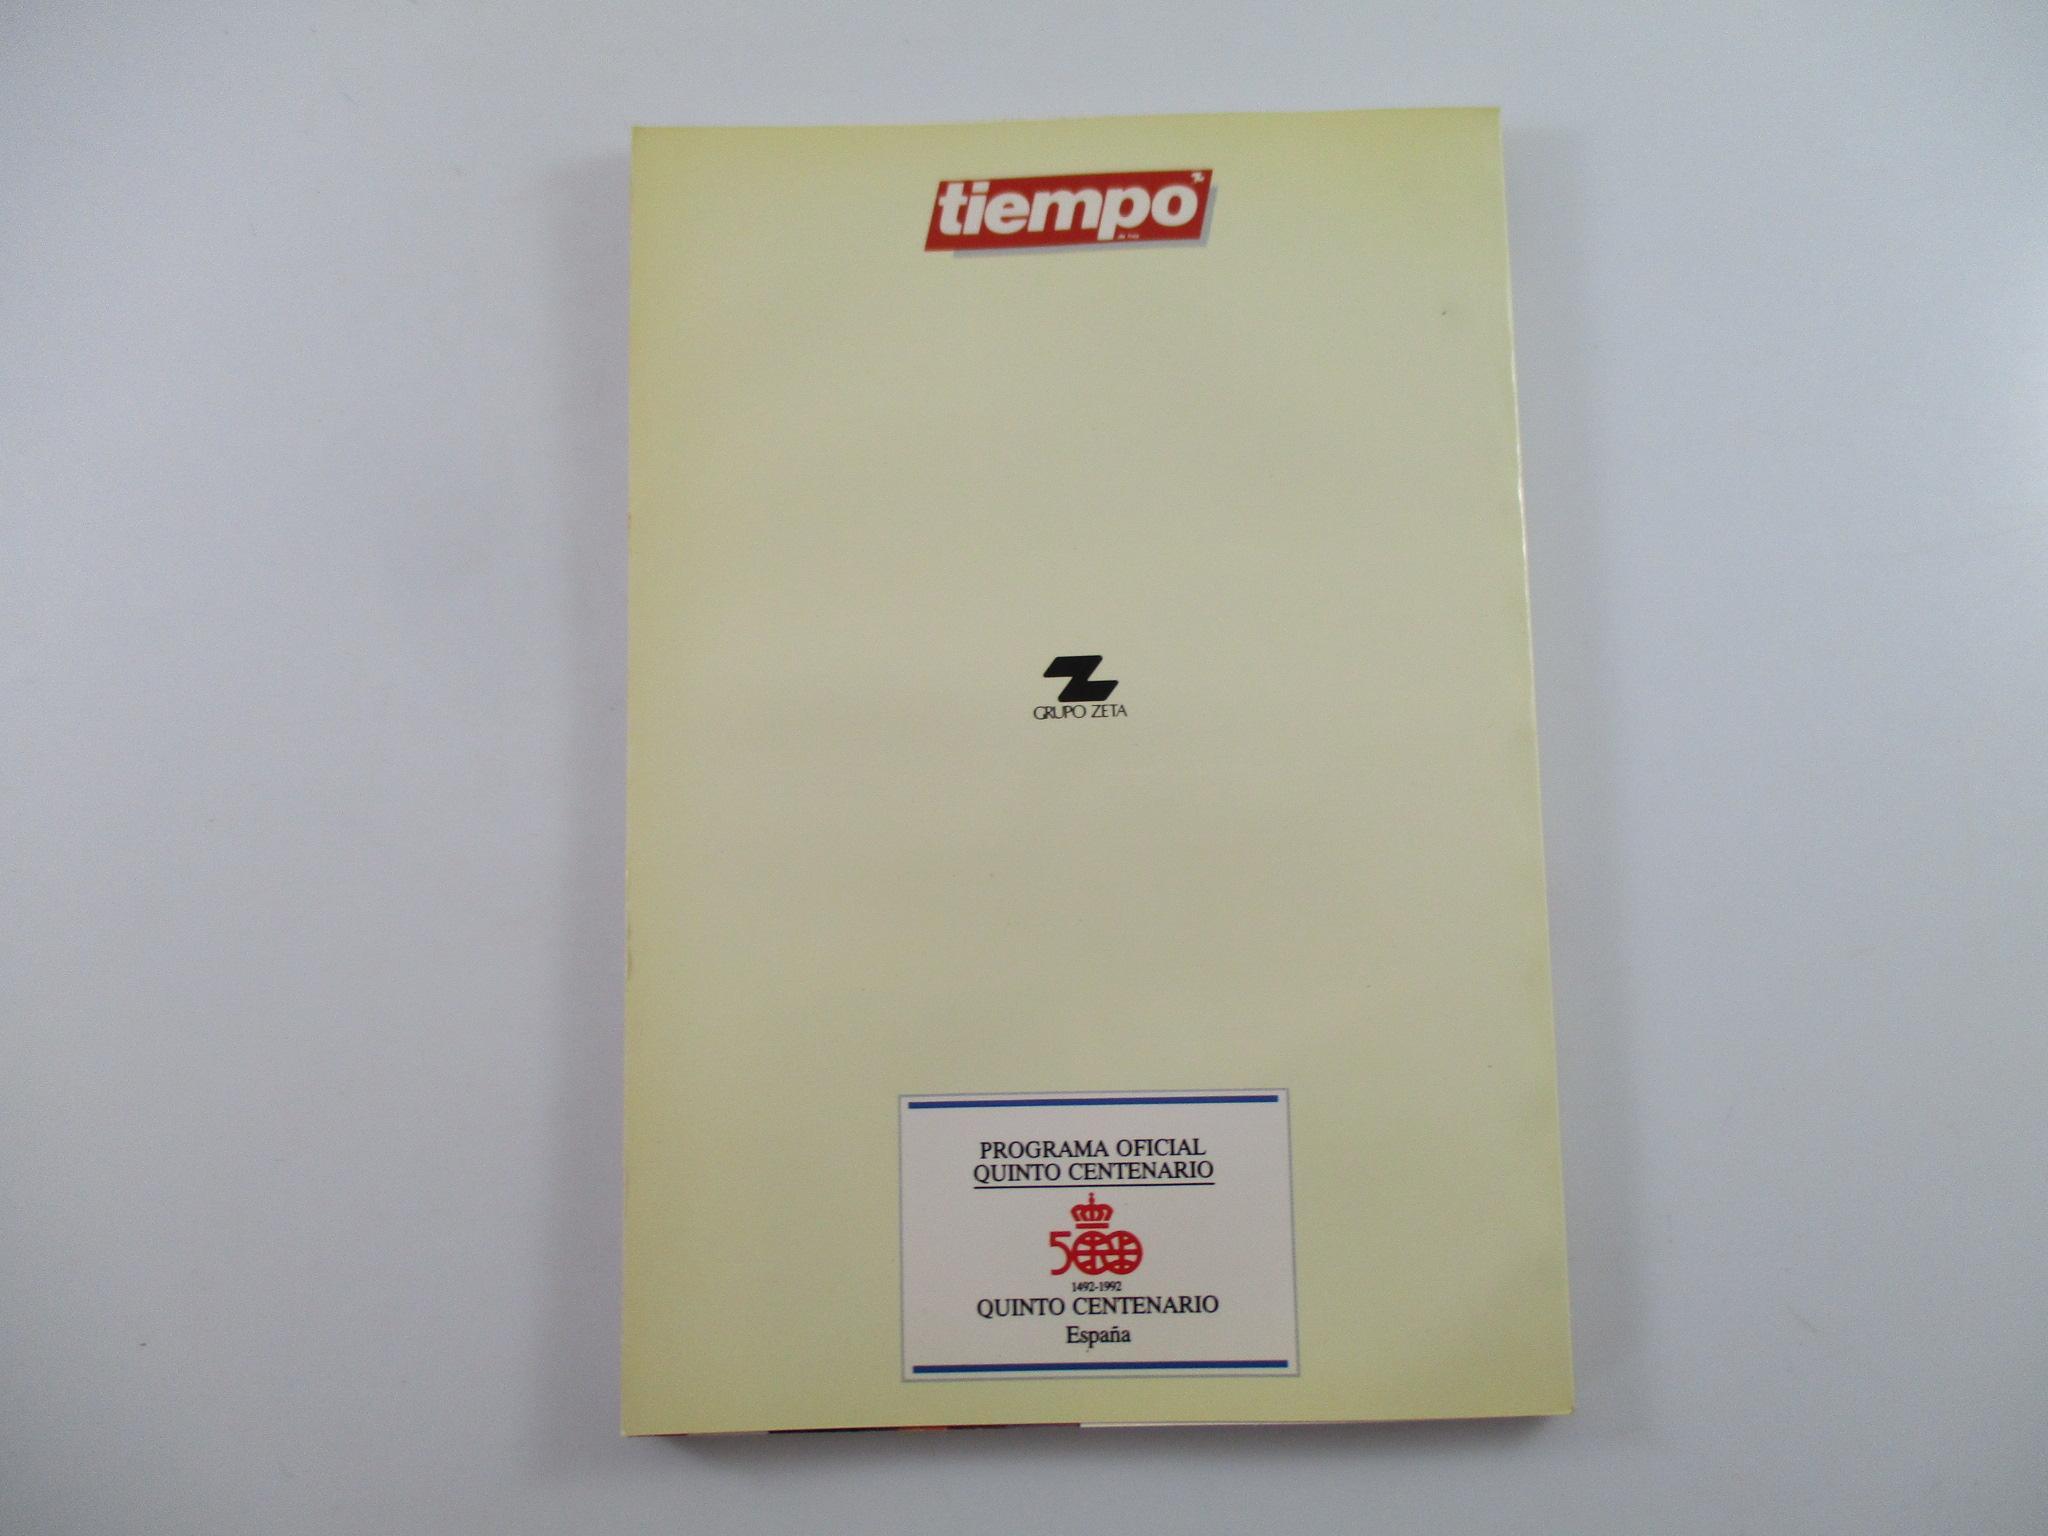 tiempo
GRUPO ZETA
PROGRAMA OFICIAL
QUINTO CENTENARIO
500
1492-1992
QUINTO CENTENARIO
España